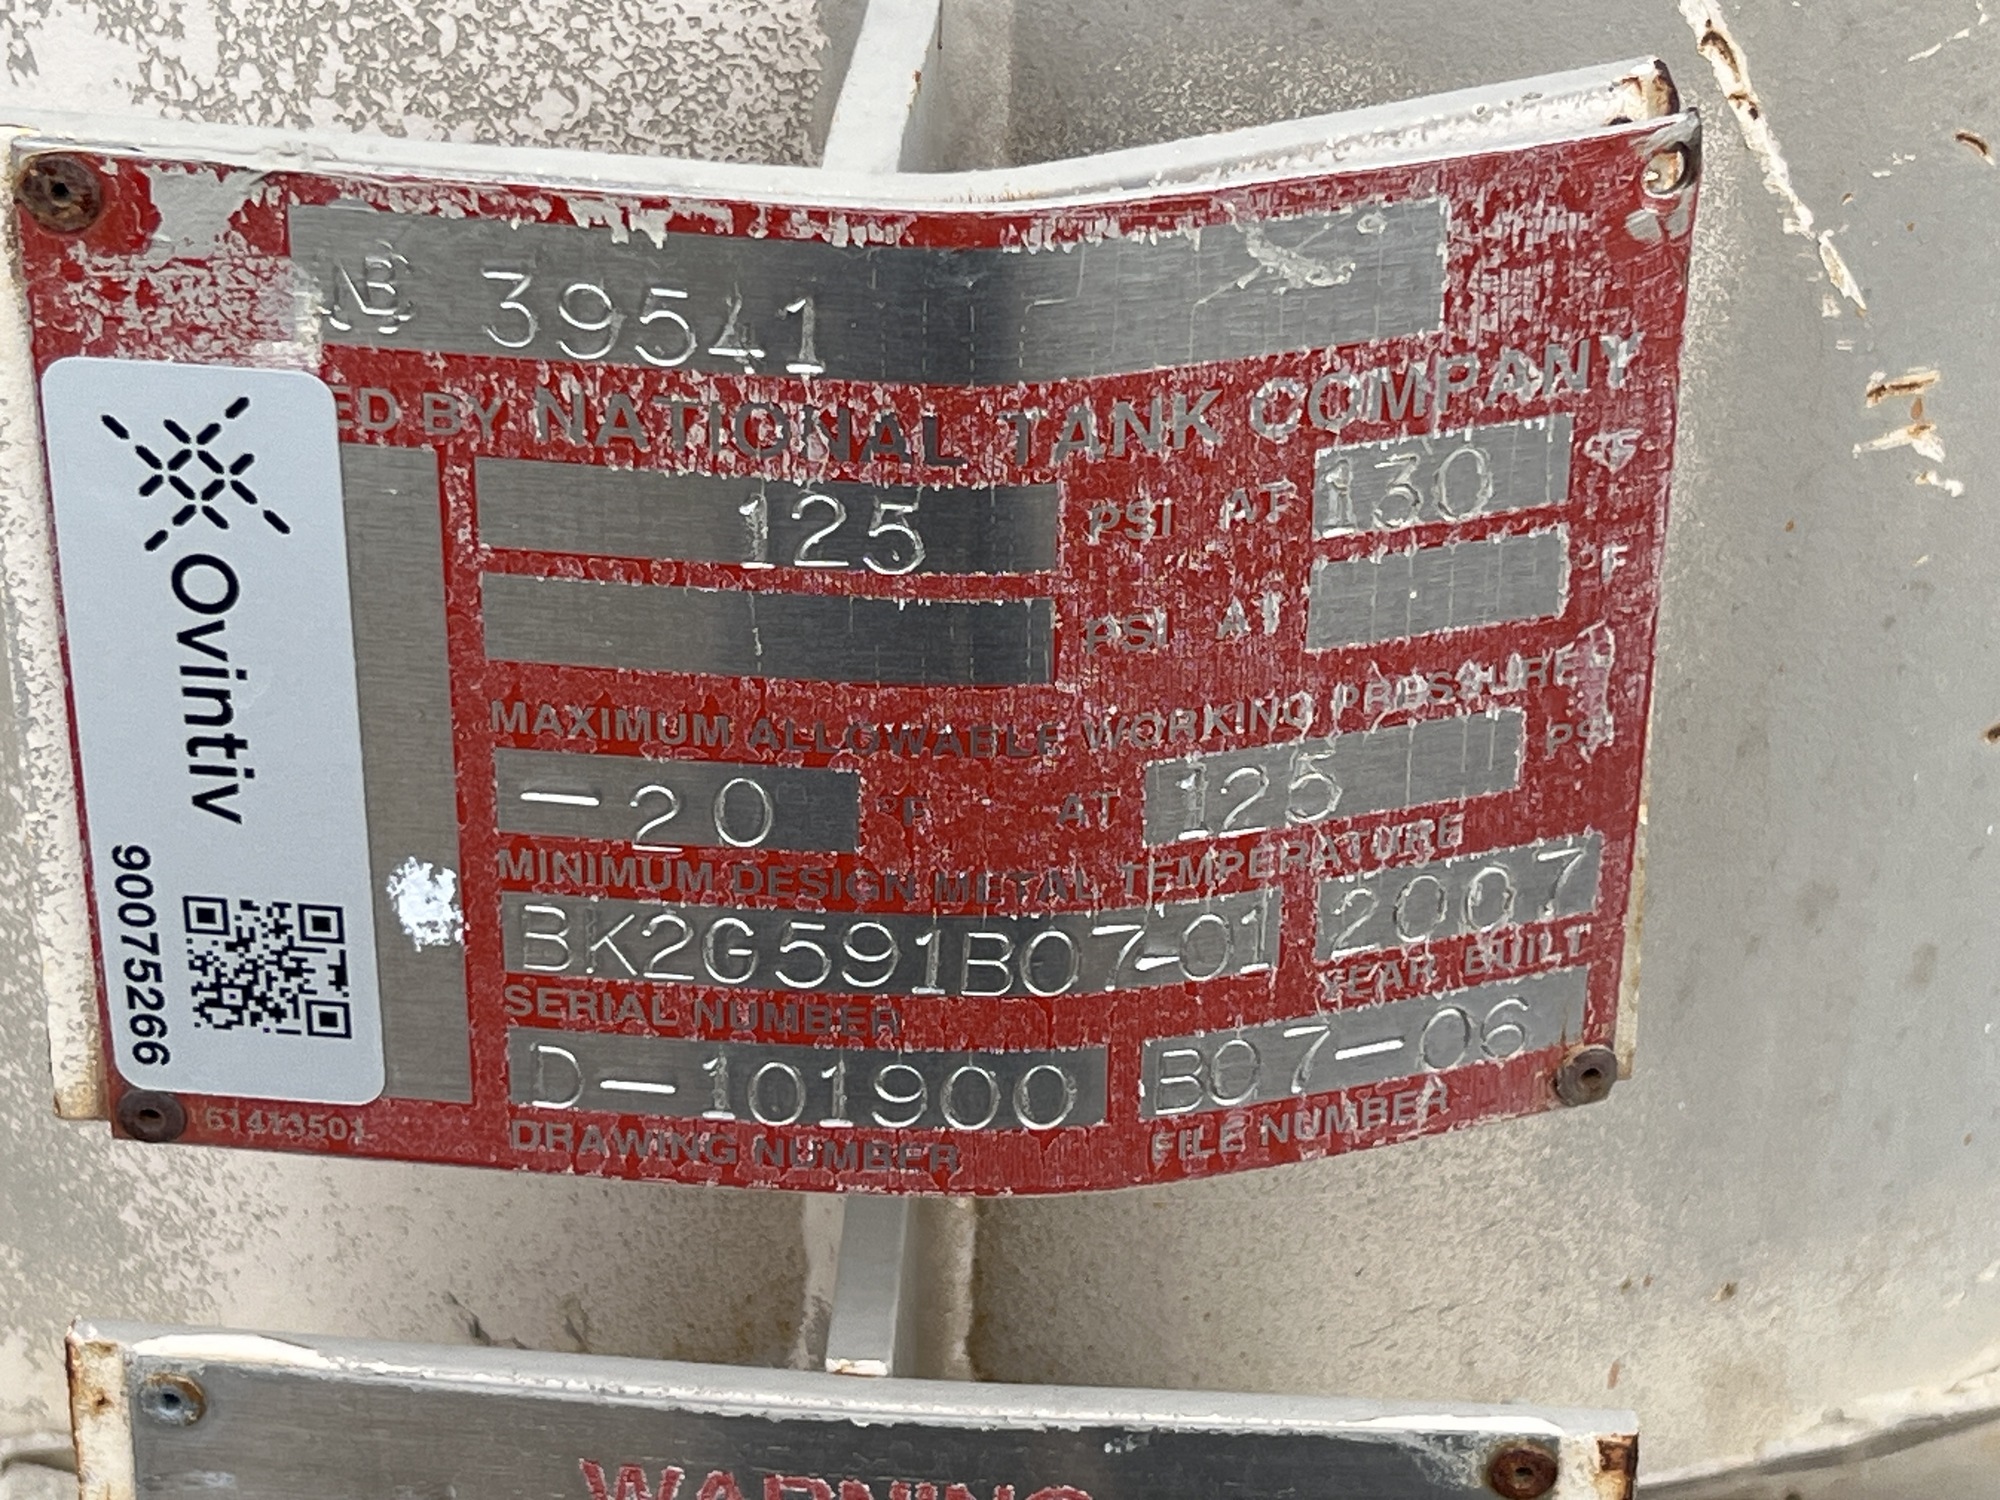 NB 39541
ED BY NATIONAL TANK COMPANY
125 PSI AT 130 °F
PSI AT °F
MAXIMUM ALLOWABLE WORKING PRESSURE
-20 °F AT 125 PSI
MINIMUM DESIGN METAL TEMPERATURE
BK2G591B07-01 2007
SERIAL NUMBER YEAR BUILT
D-101900 B07-06
DRAWING NUMBER FILE NUMBER
61413501
Ovintiv
90075266
WARNING